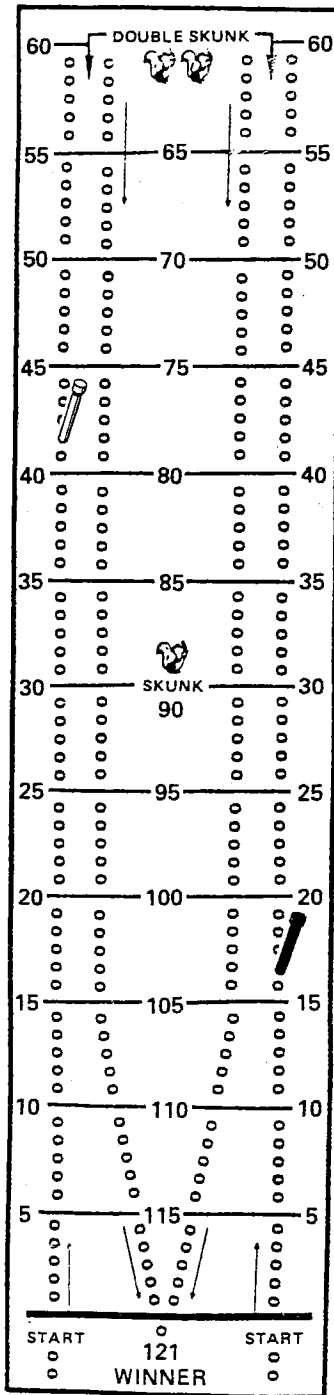 60 DOUBLE SKUNK 60
55 65 55
50 70 50
45 75 45
40 80 40
35 85 35
SKUNK
30 90 30
25 95 25
20 100 20
15 105 15
10 110 10
5 115 5
START 121 START
WINNER